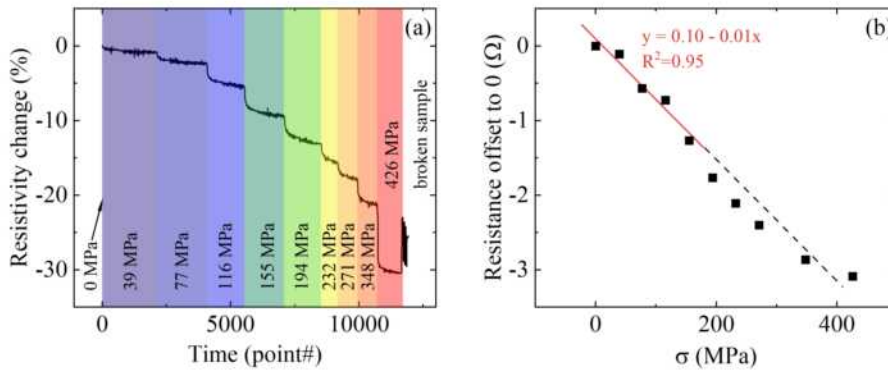 (a)
0
-10
-20
-30
Resistivity change (%)
0 MPa
39 MPa
77 MPa
116 MPa
155 MPa
194 MPa
232 MPa
271 MPa
348 MPa
426 MPa
broken sample
0
5000
10000
Time (point#)
(b)
y = 0.10 - 0.01x
R²=0.95
0
-1
-2
-3
Resistance offset to 0 (Ω)
0
200
400
σ (MPa)